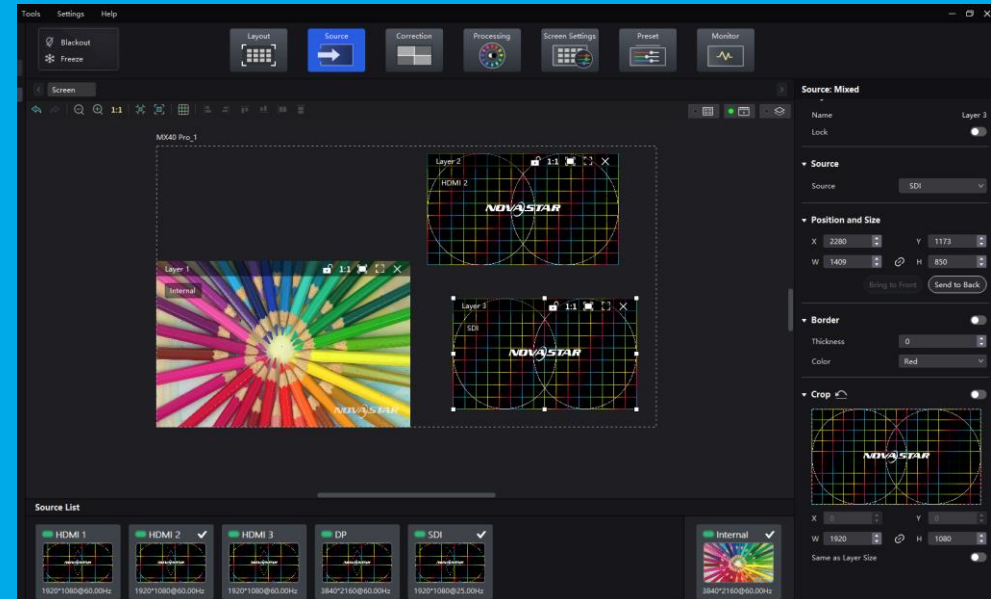 Tools Settings Help
Blackout
Freeze
Layout Source Correction Processing Screen Settings Preset Monitor
Screen
1:1
MX40 Pro_1
Layer 2 1:1
HDMI 2
NOVASTAR
Layer 1 1:1
Internal
NOVASTAR
Layer 3 1:1
SDI
NOVASTAR
Source: Mixed
Name Layer 3
Lock
Source
Source SDI
Position and Size
X 2280 Y 1173
W 1409 H 850
Bring to Front Send to Back
Border
Thickness 0
Color Red
Crop
NOVASTAR
X 0 Y 0
W 1920 H 1080
Same as Layer Size
Source List
HDMI 1 HDMI 2 HDMI 3 DP SDI Internal
1920*1080@60.00Hz 1920*1080@60.00Hz 1920*1080@60.00Hz 3840*2160@60.00Hz 1920*1080@25.00Hz 3840*2160@60.00Hz